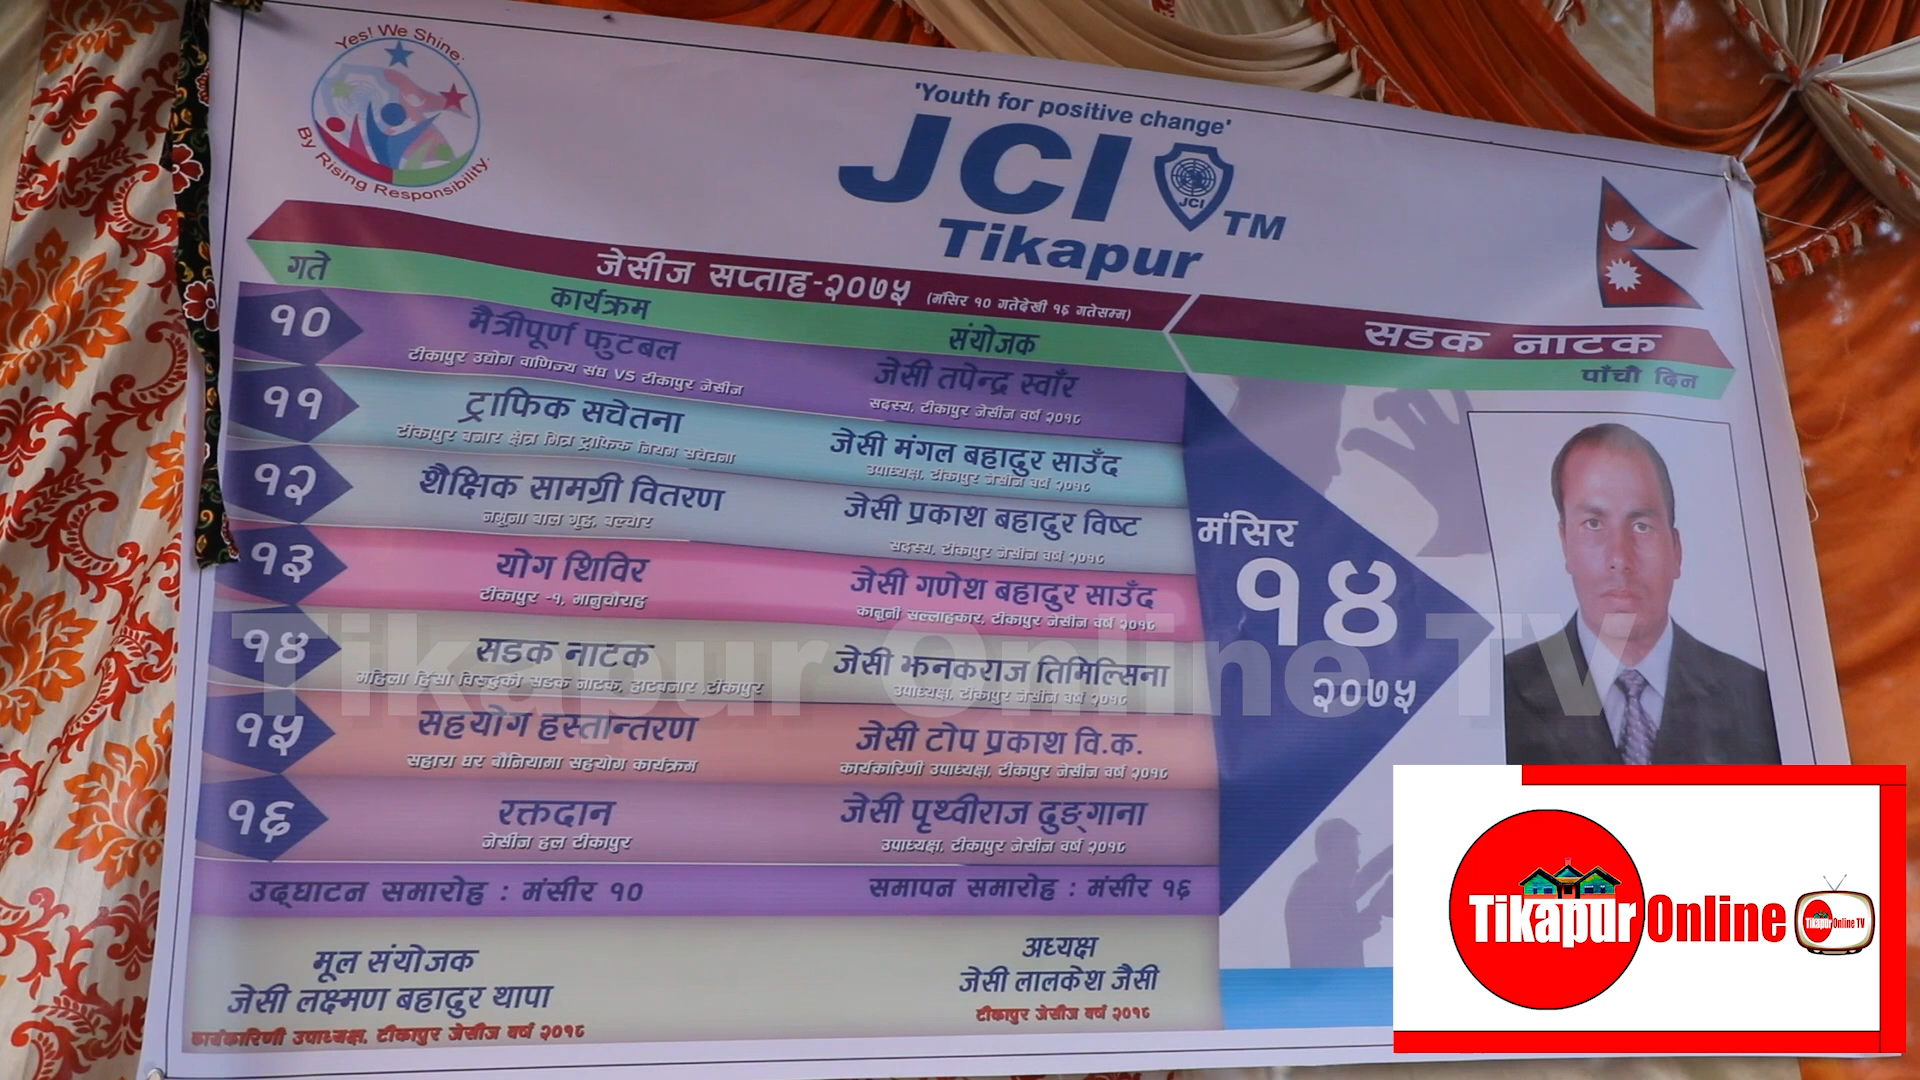 Yes! We Shine,
By Rising Responsibility.
'Youth for positive change'
JCI
JCI
TM
Tikapur
जेसीज सप्ताह-२०७५ (मंसिर १० गतेदेखी १६ गतेसम्म)
गते
कार्यक्रम
संयोजक
१०
मैत्रीपूर्ण फुटबल
टीकापुर उद्योग वाणिज्य संघ VS टीकापुर जेसीज
जेसी तपेन्द्र स्वाँर
सदस्य, टीकापुर जेसीज वर्ष २०१८
११
ट्राफिक सचेतना
टीकापुर बजार क्षेत्र भित्र ट्राफिक नियम सचेतना
जेसी मंगल बहादुर साउँद
उपाध्यक्ष, टीकापुर जेसीज वर्ष २०१८
१२
शैक्षिक सामग्री वितरण
नमुना बाल गृह,
जेसी प्रकाश बहादुर विष्ट
सदस्य, टीकापुर जेसीज वर्ष २०१८
१३
योग शिविर
टीकापुर -१, भानुचौराह
जेसी गणेश बहादुर साउँद
कानूनी सल्लाहकार, टीकापुर जेसीज वर्ष २०१८
१४
सडक नाटक
महिला हिंसा विरुद्धको सडक नाटक, हाटबजार टीकापुर
जेसी झनकराज तिमिल्सिना
उपाध्यक्ष, टीकापुर जेसीज वर्ष २०१८
१५
सहयोग हस्तान्तरण
सहारा घर बौनियामा सहयोग कार्यक्रम
जेसी टोप प्रकाश वि.क.
कार्यकारिणी उपाध्यक्ष, टीकापुर जेसीज वर्ष २०१८
१६
रक्तदान
जेसीज हल टीकापुर
जेसी पृथ्वीराज दुङ्गाना
उपाध्यक्ष, टीकापुर जेसीज वर्ष २०१८
उद्घाटन समारोह : मंसीर १०
समापन समारोह : मंसीर १६
मूल संयोजक
जेसी लक्ष्मण बहादुर थापा
कार्यकारिणी उपाध्यक्ष, टीकापुर जेसीज वर्ष २०१८
अध्यक्ष
जेसी लालकेश जैसी
टीकापुर जेसीज वर्ष २०१८
सडक नाटक
पाँचौ दिन
मंसिर
१४
२०७५
Tikapur Online TV
Tikapur Online
Tikapur Online TV